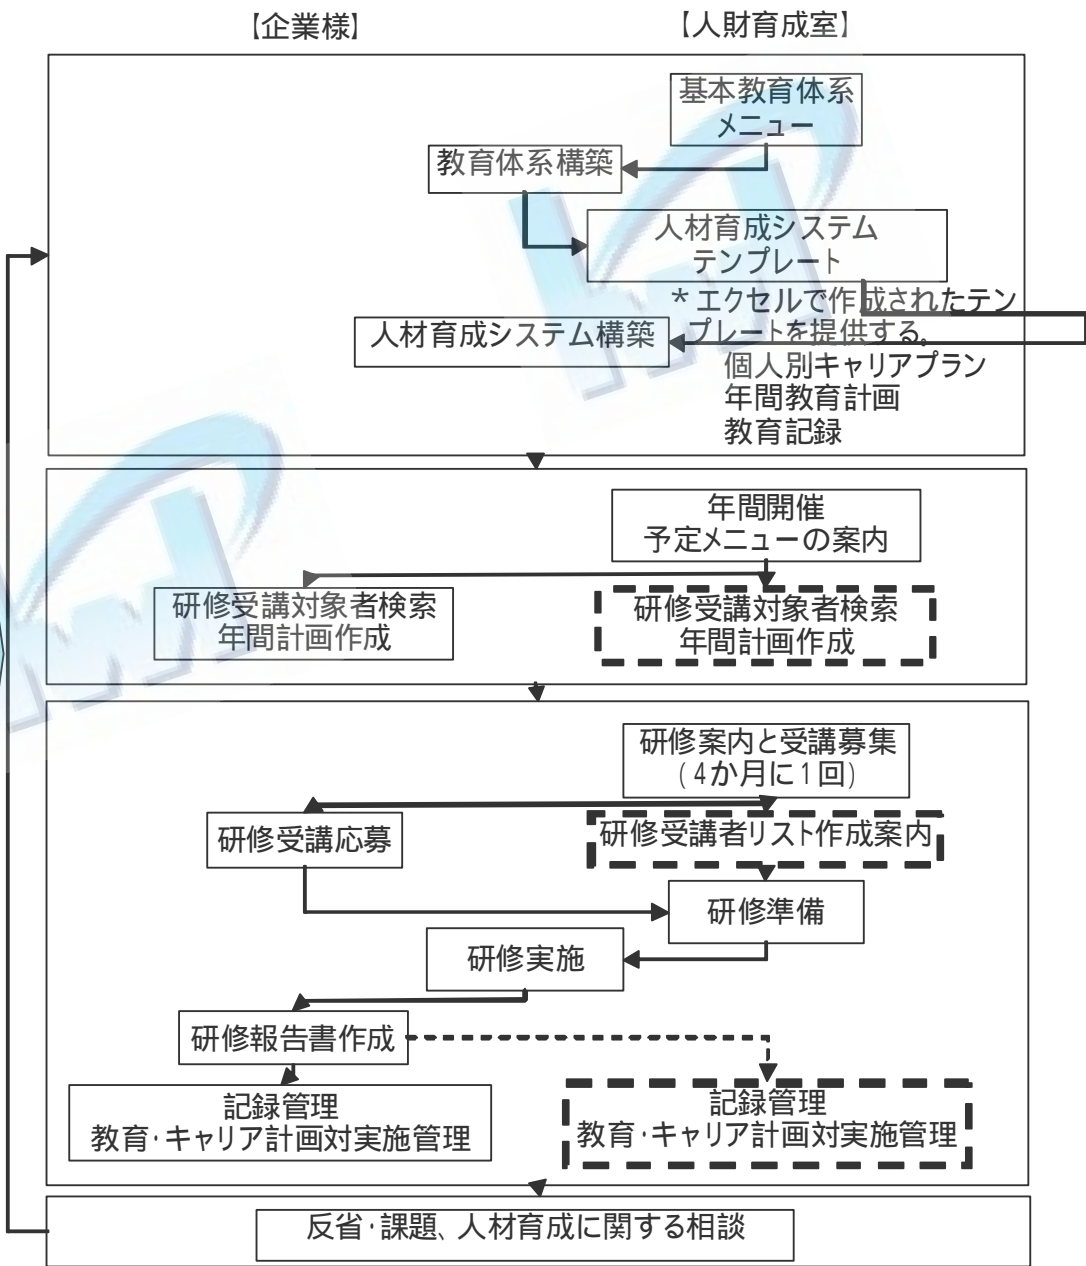 【企業様】
【人財育成室】
基本教育体系
メニュー
教育体系構築
人材育成システム
テンプレート
*エクセルで作成されたテン
プレートを提供する。
人材育成システム構築
個人別キャリアプラン
年間教育計画
教育記録
年間開催
予定メニューの案内
研修受講対象者検索
年間計画作成
研修受講対象者検索
年間計画作成
研修案内と受講募集
(4か月に1回)
研修受講応募
研修受講者リスト作成案内
研修準備
研修実施
研修報告書作成
記録管理
教育・キャリア計画対実施管理
記録管理
教育・キャリア計画対実施管理
反省・課題、人材育成に関する相談